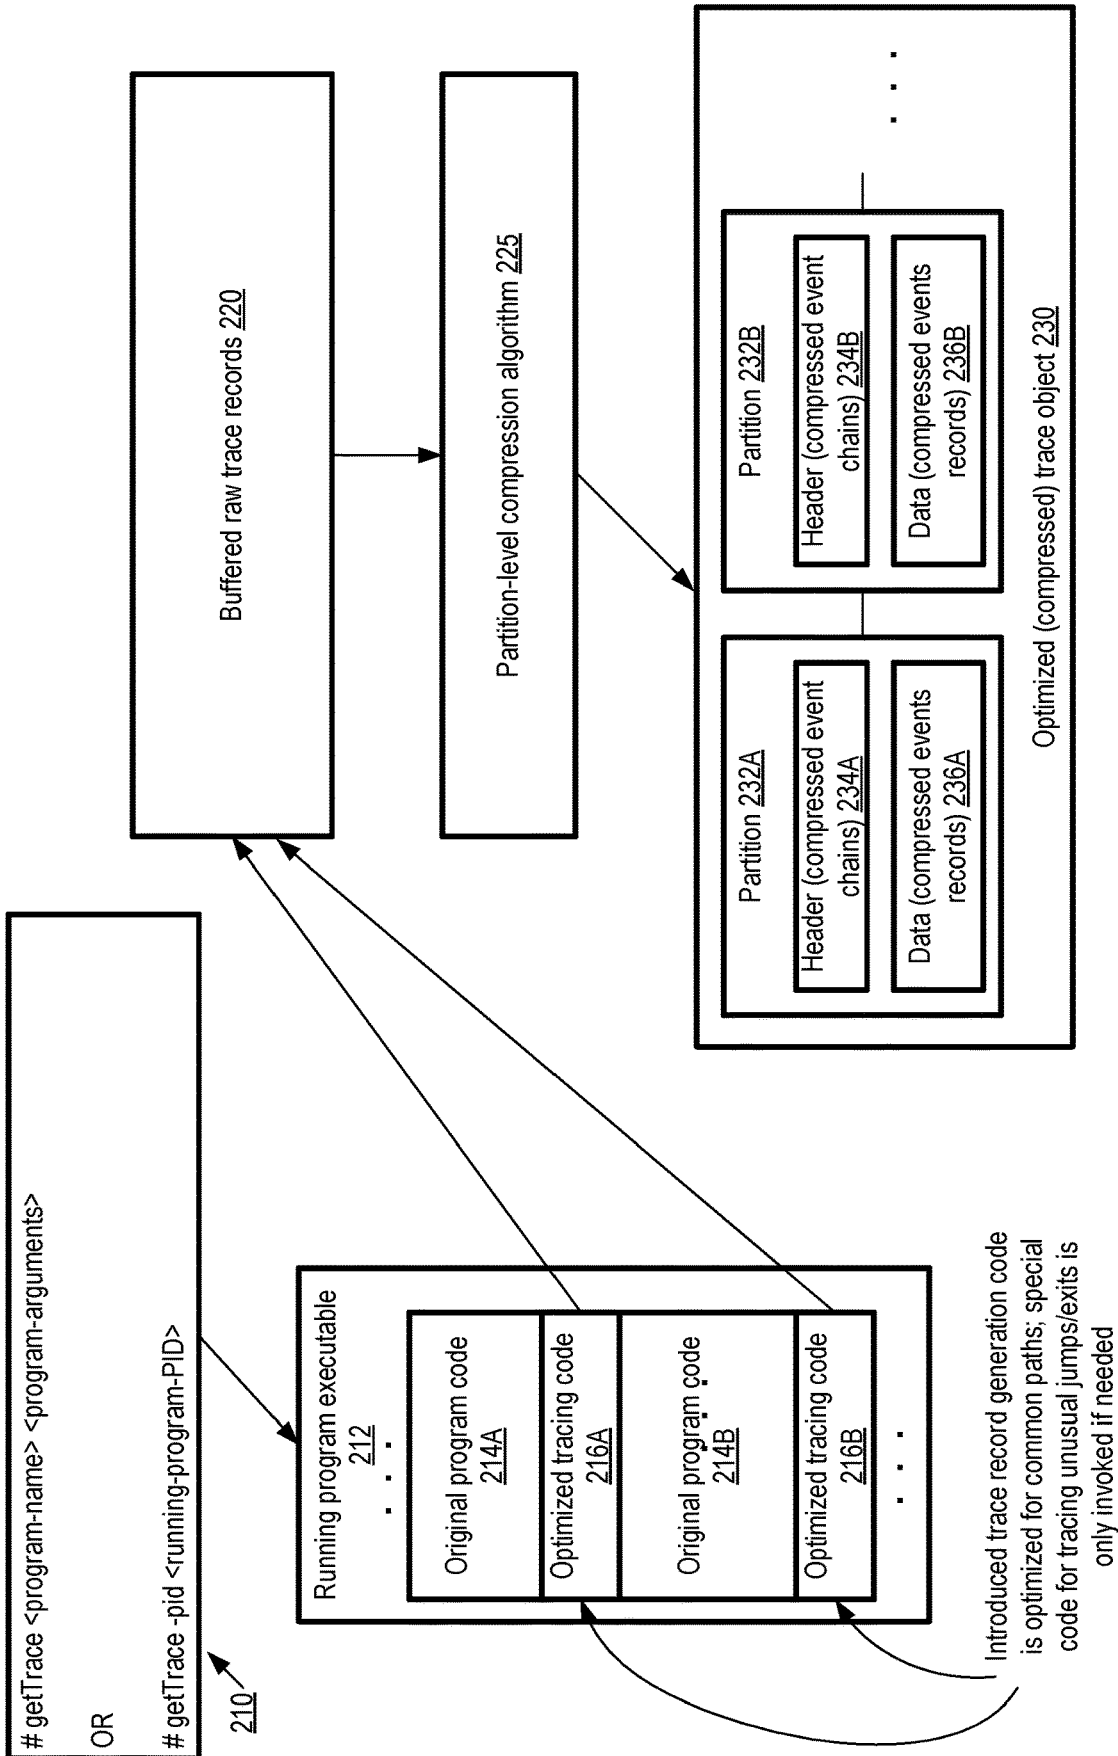 # getTrace <program-name> <program-arguments>
OR
# getTrace -pid <running-program-PID>
210
Running program executable
212
. . .
Original program code
214A
Optimized tracing code
216A
Original program code
214B
. . .
Optimized tracing code
216B
. . .
Introduced trace record generation code
is optimized for common paths; special
code for tracing unusual jumps/exits is
only invoked if needed
Buffered raw trace records 220
Partition-level compression algorithm 225
Partition 232A
Header (compressed event
chains) 234A
Data (compressed events
records) 236A
Partition 232B
Header (compressed event
chains) 234B
Data (compressed events
records) 236B
. . .
Optimized (compressed) trace object 230